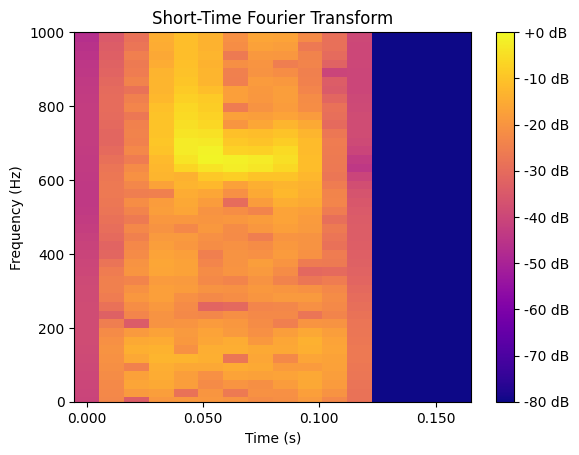 Short-Time Fourier Transform
Frequency (Hz)
1000
800
600
400
200
0
0.000
0.050
0.100
0.150
Time (s)
+0 dB
-10 dB
-20 dB
-30 dB
-40 dB
-50 dB
-60 dB
-70 dB
-80 dB